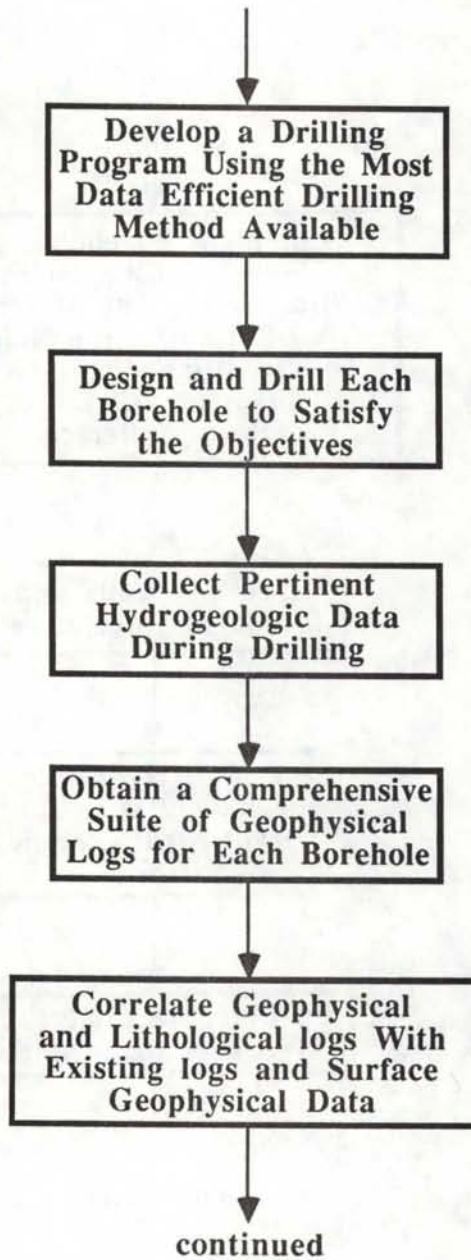 Develop a Drilling
Program Using the Most
Data Efficient Drilling
Method Available
Design and Drill Each
Borehole to Satisfy
the Objectives
Collect Pertinent
Hydrogeologic Data
During Drilling
Obtain a Comprehensive
Suite of Geophysical
Logs for Each Borehole
Correlate Geophysical
and Lithological logs With
Existing logs and Surface
Geophysical Data
continued